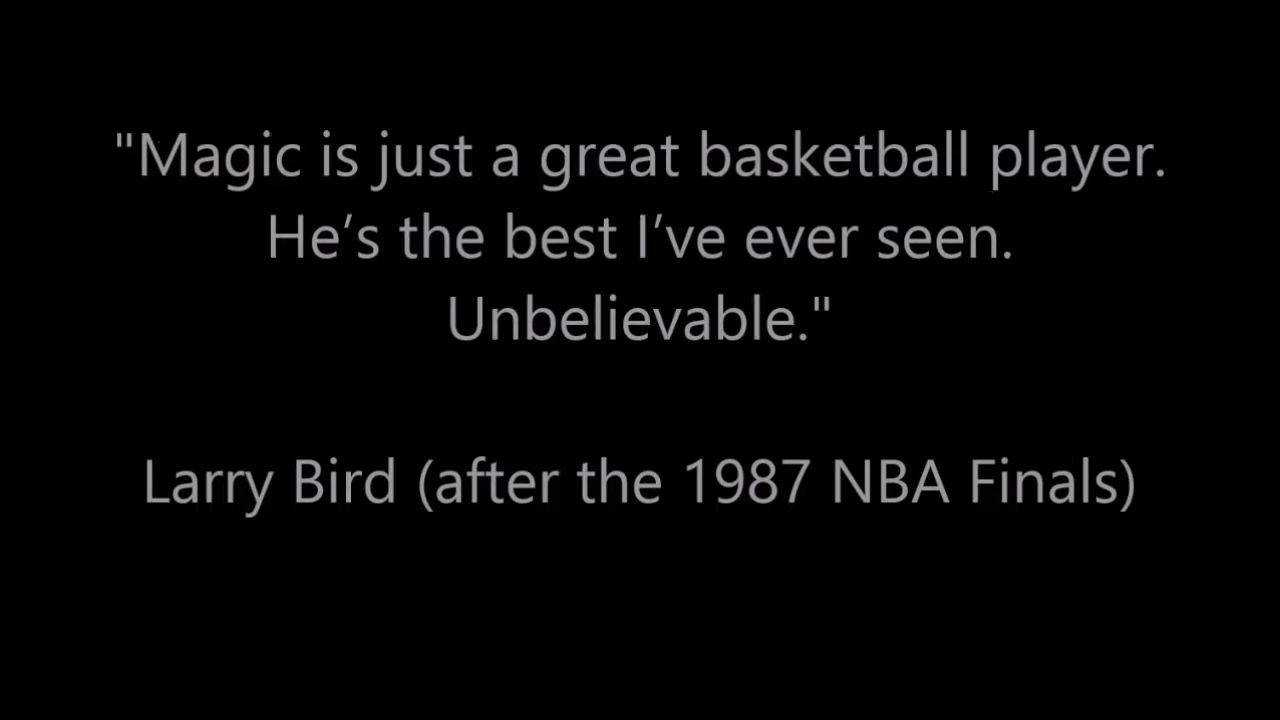 "Magic is just a great basketball player.
He’s the best I’ve ever seen.
Unbelievable."
Larry Bird (after the 1987 NBA Finals)